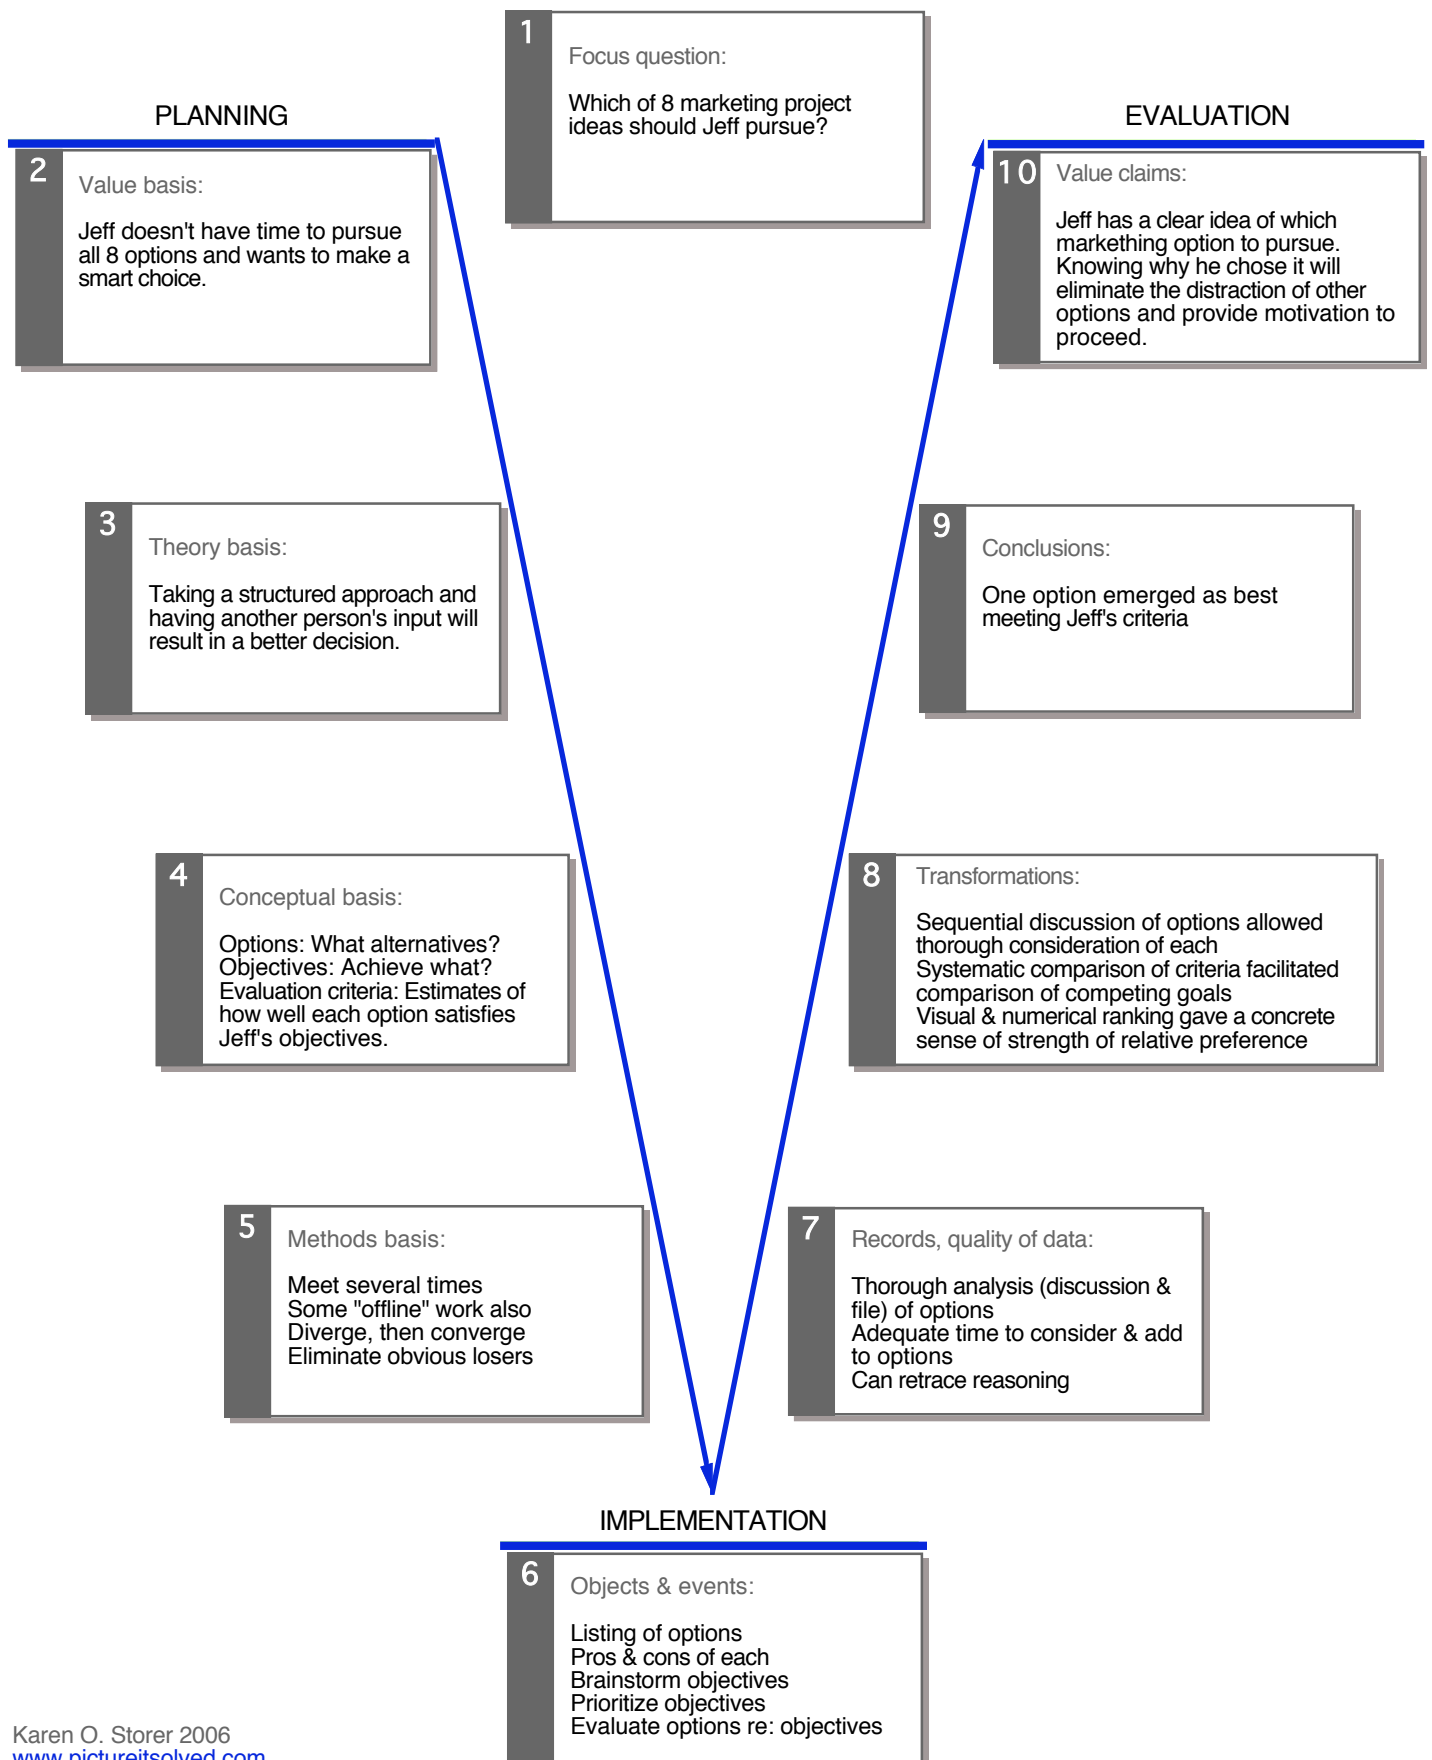 1
Focus question:
Which of 8 marketing project
ideas should Jeff pursue?
PLANNING
2
Value basis:
Jeff doesn't have time to pursue
all 8 options and wants to make a
smart choice.
3
Theory basis:
Taking a structured approach and
having another person's input will
result in a better decision.
4
Conceptual basis:
Options: What alternatives?
Objectives: Achieve what?
Evaluation criteria: Estimates of
how well each option satisfies
Jeff's objectives.
5
Methods basis:
Meet several times
Some "offline" work also
Diverge, then converge
Eliminate obvious losers
IMPLEMENTATION
6
Objects & events:
Listing of options
Pros & cons of each
Brainstorm objectives
Prioritize objectives
Evaluate options re: objectives
7
Records, quality of data:
Thorough analysis (discussion &
file) of options
Adequate time to consider & add
to options
Can retrace reasoning
8
Transformations:
Sequential discussion of options allowed
thorough consideration of each
Systematic comparison of criteria facilitated
comparison of competing goals
Visual & numerical ranking gave a concrete
sense of strength of relative preference
9
Conclusions:
One option emerged as best
meeting Jeff's criteria
EVALUATION
10
Value claims:
Jeff has a clear idea of which
markething option to pursue.
Knowing why he chose it will
eliminate the distraction of other
options and provide motivation to
proceed.
Karen O. Storer 2006
www.pictureitsolved.com